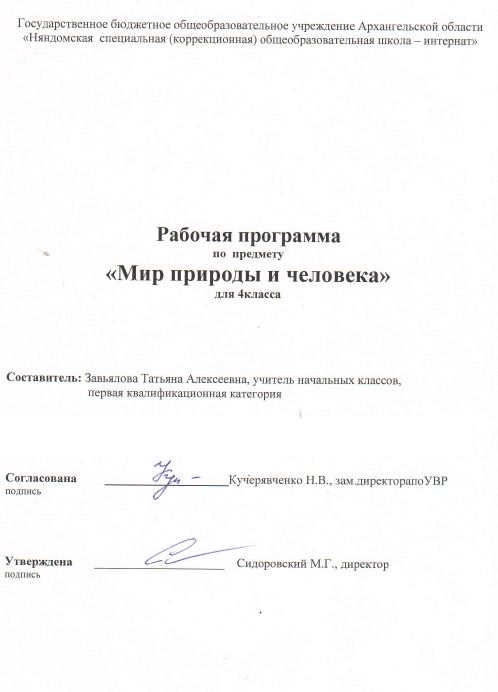 Государственное бюджетное общеобразовательное учреждение Архангельской области
«Няндомская специальная (коррекционная) общеобразовательная школа – интернат»
Рабочая программа
по предмету
«Мир природы и человека»
для 4класса
Составитель: Завьялова Татьяна Алексеевна, учитель начальных классов,
первая квалификационная категория
Согласована Кучерявченко Н.В., зам.директорапоУВР
подпись
Утверждена Сидоровский М.Г., директор
подпись